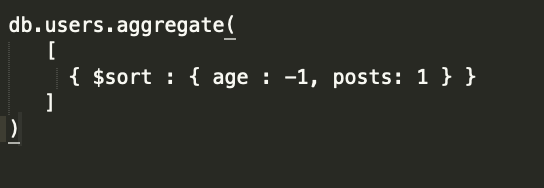 db.users.aggregate(
[
{ $sort : { age : -1, posts: 1 } }
]
)